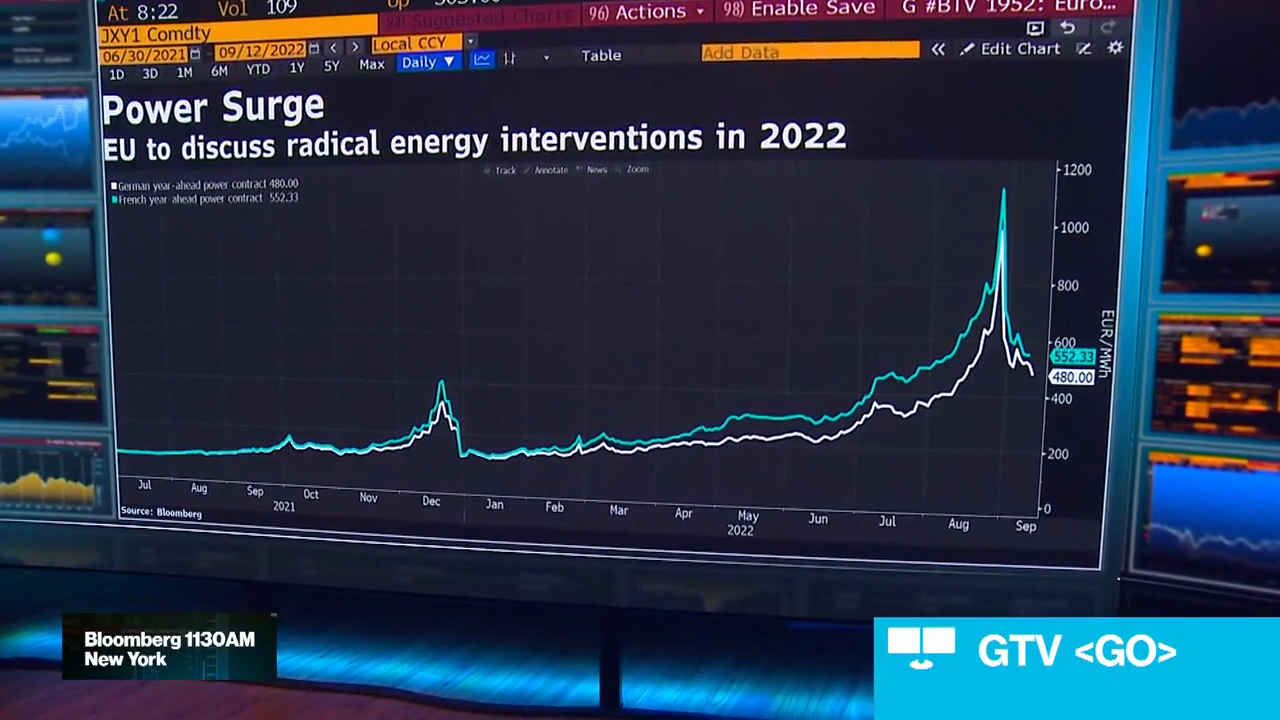 At 8:22 Vol 109 Op
JXY1 Comdty
94) Suggested Charts 96) Actions 98) Enable Save G #BTV 1952: Euro...
06/30/2021 - 09/12/2022 < > Local CCY
1D 3D 1M 6M YTD 1Y 5Y Max Daily ▼ Table Add Data « Edit Chart
Power Surge
EU to discuss radical energy interventions in 2022
Track Annotate News Zoom
German year-ahead power contract 480.00
French year ahead power contract 552.33
1200
1000
800
600
552.33
480.00
400
200
0
EUR/MWh
Jul Aug Sep Oct Nov Dec Jan Feb Mar Apr May Jun Jul Aug Sep
2021 2022
Source: Bloomberg
Bloomberg 1130AM
New York
GTV <GO>